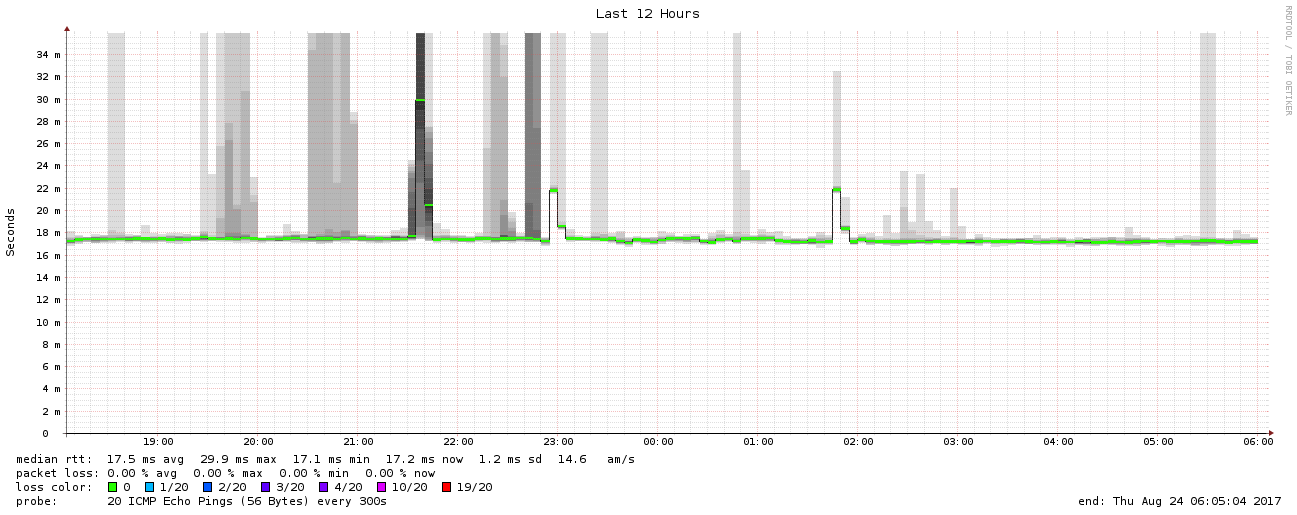 Last 12 Hours
RRDTOOL / TOBI OETIKER
Seconds
34 m
32 m
30 m
28 m
26 m
24 m
22 m
20 m
18 m
16 m
14 m
12 m
10 m
8 m
6 m
4 m
2 m
0
19:00 20:00 21:00 22:00 23:00 00:00 01:00 02:00 03:00 04:00 05:00 06:00
median rtt: 17.5 ms avg 29.9 ms max 17.1 ms min 17.2 ms now 1.2 ms sd 14.6 am/s
packet loss: 0.00 % avg 0.00 % max 0.00 % min 0.00 % now
loss color: 0 1/20 2/20 3/20 4/20 10/20 19/20
probe: 20 ICMP Echo Pings (56 Bytes) every 300s end: Thu Aug 24 06:05:04 2017